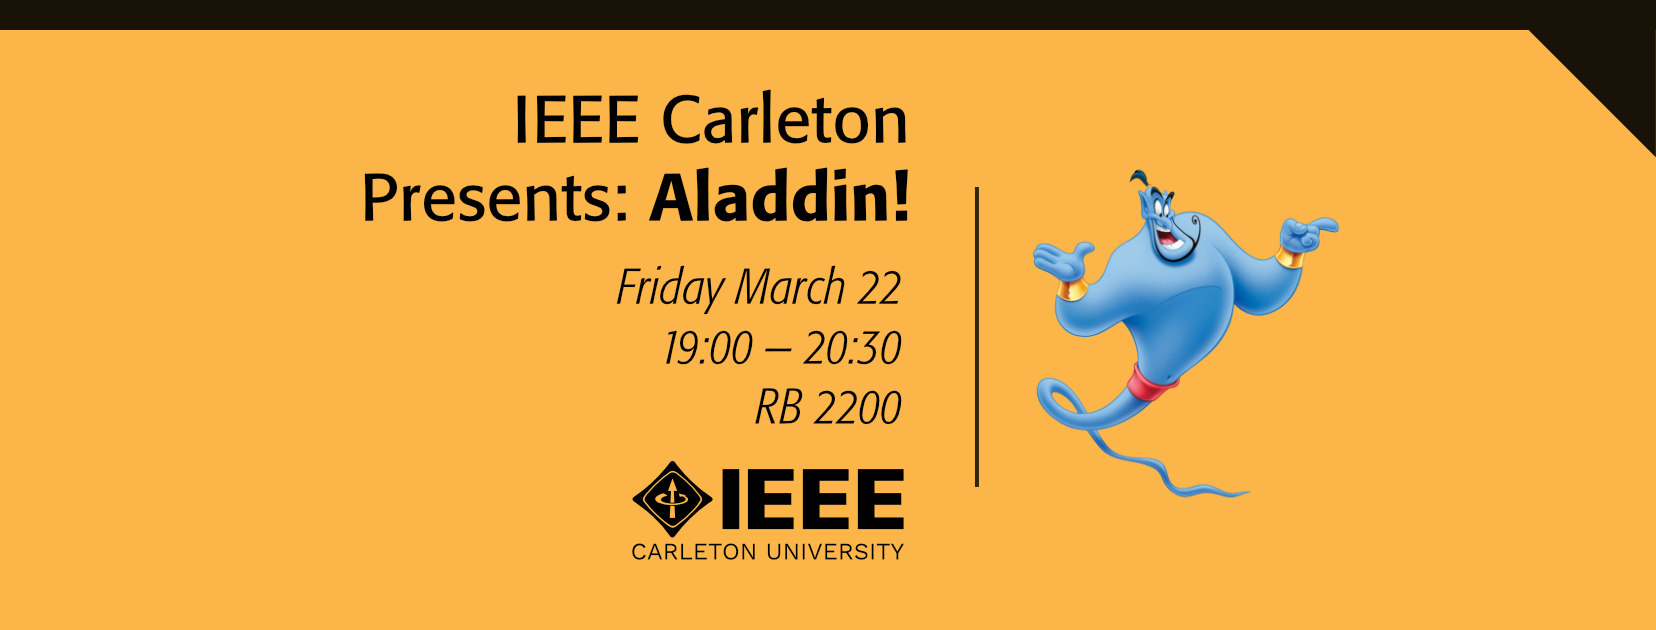 IEEE Carleton
Presents: Aladdin!
Friday March 22
19:00 – 20:30
RB 2200
IEEE
CARLETON UNIVERSITY